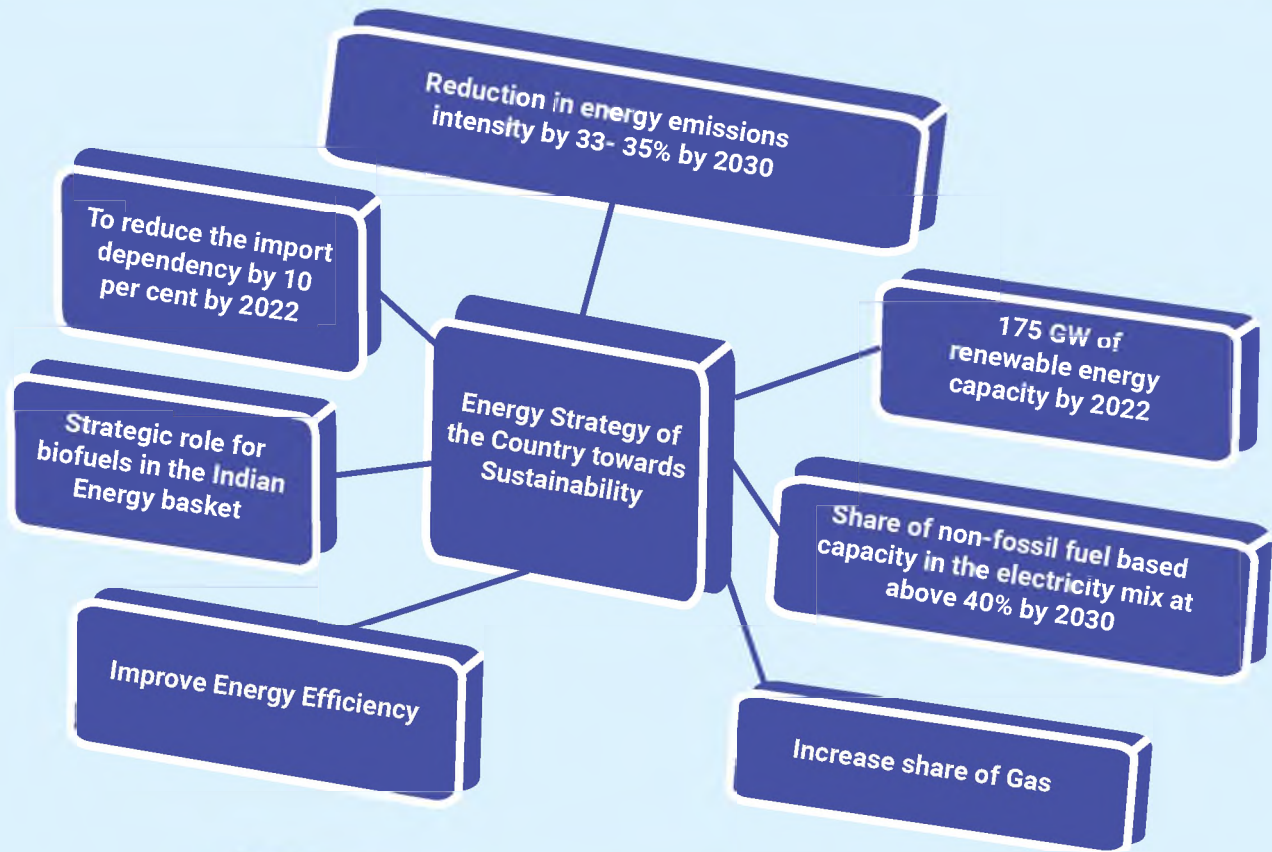 Reduction in energy emissions
intensity by 33- 35% by 2030
To reduce the import
dependency by 10
per cent by 2022
175 GW of
renewable energy
capacity by 2022
Energy Strategy of
the Country towards
Sustainability
Strategic role for
biofuels in the Indian
Energy basket
Share of non-fossil fuel based
capacity in the electricity mix at
above 40% by 2030
Improve Energy Efficiency
Increase share of Gas